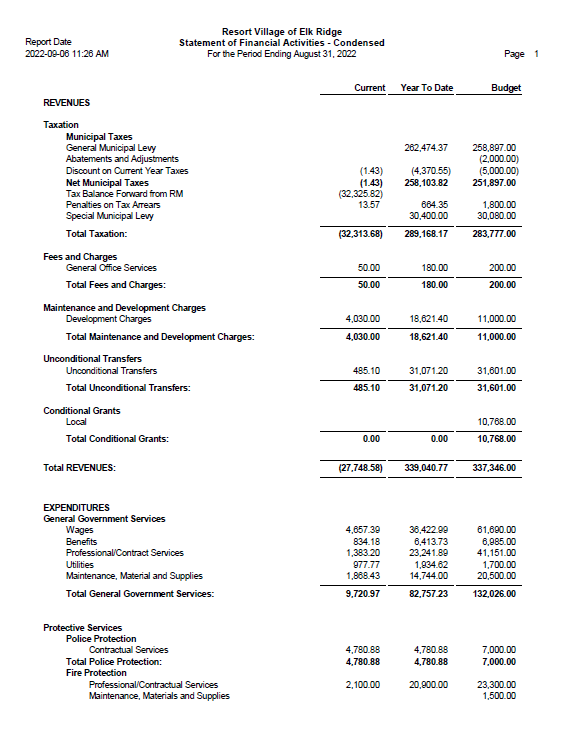 Resort Village of Elk Ridge
Report Date Statement of Financial Activities - Condensed
2022-09-06 11:26 AM For the Period Ending August 31, 2022 Page 1
Current Year To Date Budget
REVENUES
Taxation
Municipal Taxes
General Municipal Levy 262,474.37 258,897.00
Abatements and Adjustments (2,000.00)
Discount on Current Year Taxes (1.43) (4,370.55) (5,000.00)
Net Municipal Taxes (1.43) 258,103.82 251,897.00
Tax Balance Forward from RM (32,325.82)
Penalties on Tax Arrears 13.57 664.35 1,800.00
Special Municipal Levy 30,400.00 30,080.00
Total Taxation: (32,313.68) 289,168.17 283,777.00
Fees and Charges
General Office Services 50.00 180.00 200.00
Total Fees and Charges: 50.00 180.00 200.00
Maintenance and Development Charges
Development Charges 4,030.00 18,621.40 11,000.00
Total Maintenance and Development Charges: 4,030.00 18,621.40 11,000.00
Unconditional Transfers
Unconditional Transfers 485.10 31,071.20 31,601.00
Total Unconditional Transfers: 485.10 31,071.20 31,601.00
Conditional Grants
Local 10,768.00
Total Conditional Grants: 0.00 0.00 10,768.00
Total REVENUES: (27,748.58) 339,040.77 337,346.00
EXPENDITURES
General Government Services
Wages 4,657.39 36,422.99 61,690.00
Benefits 834.18 6,413.73 6,985.00
Professional/Contract Services 1,383.20 23,241.89 41,151.00
Utilities 977.77 1,934.62 1,700.00
Maintenance, Material and Supplies 1,868.43 14,744.00 20,500.00
Total General Government Services: 9,720.97 82,757.23 132,026.00
Protective Services
Police Protection
Contractual Services 4,780.88 4,780.88 7,000.00
Total Police Protection: 4,780.88 4,780.88 7,000.00
Fire Protection
Professional/Contractual Services 2,100.00 20,900.00 23,300.00
Maintenance, Materials and Supplies 1,500.00